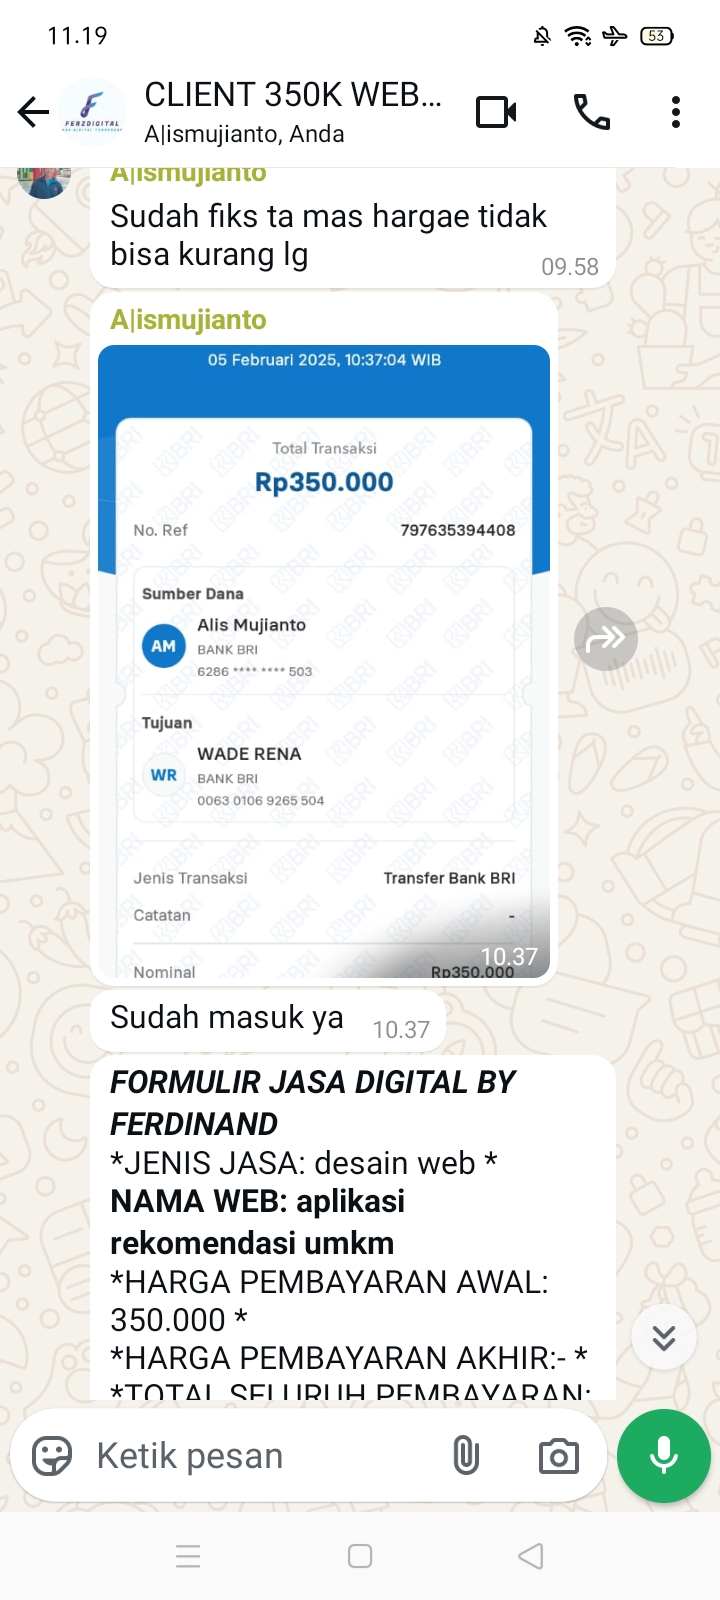 11.19
53
FERZDIGITAL
CLIENT 350K WEB...
A|ismujianto, Anda
A|ismujianto
Sudah fiks ta mas hargae tidak
bisa kurang lg
09.58
A|ismujianto
05 Februari 2025, 10:37:04 WIB
Total Transaksi
Rp350.000
No. Ref 797635394408
Sumber Dana
AM
Alis Mujianto
BANK BRI
6286 **** **** 503
Tujuan
WR
WADE RENA
BANK BRI
0063 0106 9265 504
Jenis Transaksi Transfer Bank BRI
Catatan -
Nominal Rp350.000
10.37
Sudah masuk ya 10.37
FORMULIR JASA DIGITAL BY
FERDINAND
*JENIS JASA: desain web *
NAMA WEB: aplikasi
rekomendasi umkm
*HARGA PEMBAYARAN AWAL:
350.000 *
*HARGA PEMBAYARAN AKHIR:- *
*TOTAL SELURUH PEMBAYARAN:
Ketik pesan